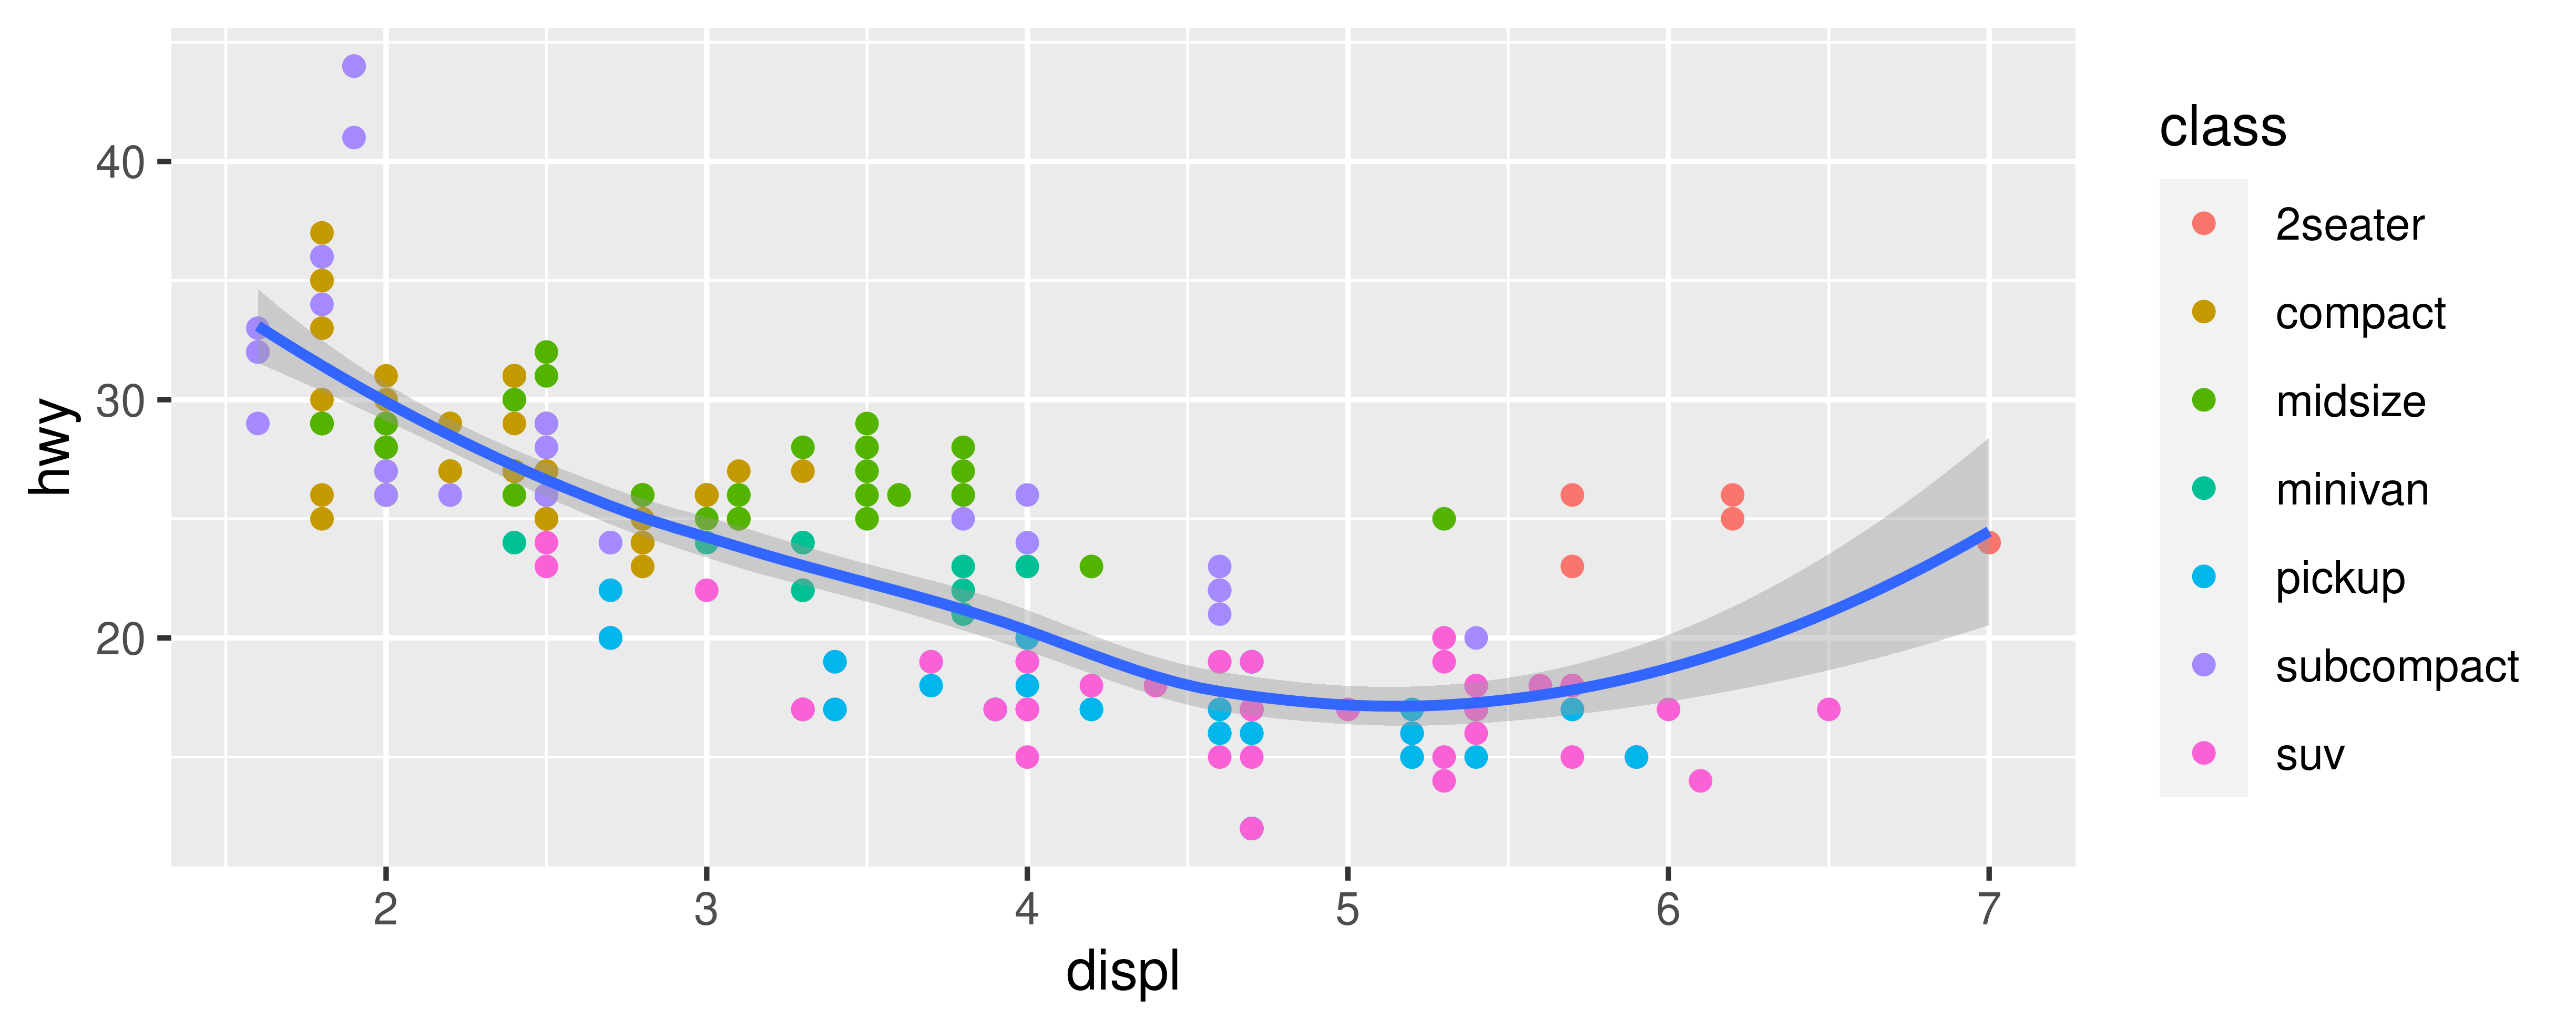 hwy
40
30
20
2
3
4
5
6
7
displ
class
2seater
compact
midsize
minivan
pickup
subcompact
suv